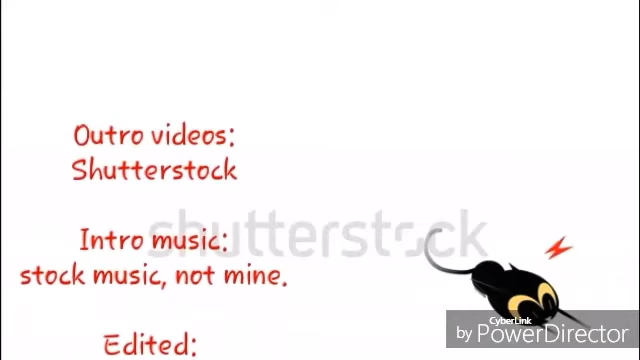 Outro videos:
Shutterstock
shutterstock
Intro music:
stock music, not mine.
Edited:
CyberLink
by PowerDirector